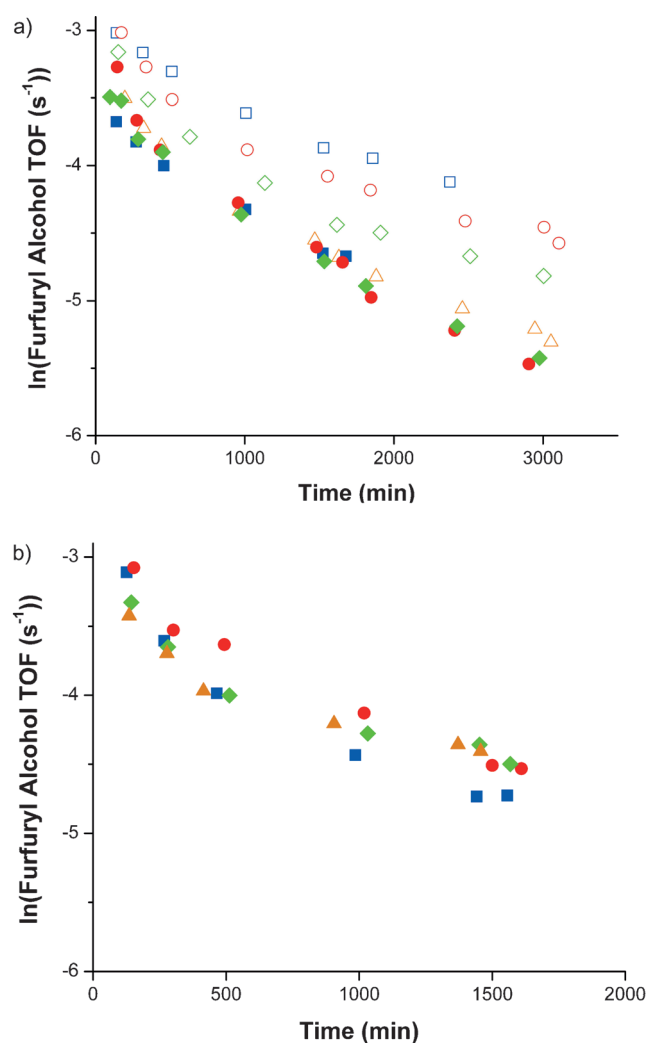 a)
ln(Furfuryl Alcohol TOF (s⁻¹))
-3
-4
-5
-6
0 1000 2000 3000
Time (min)
b)
ln(Furfuryl Alcohol TOF (s⁻¹))
-3
-4
-5
-6
0 500 1000 1500 2000
Time (min)